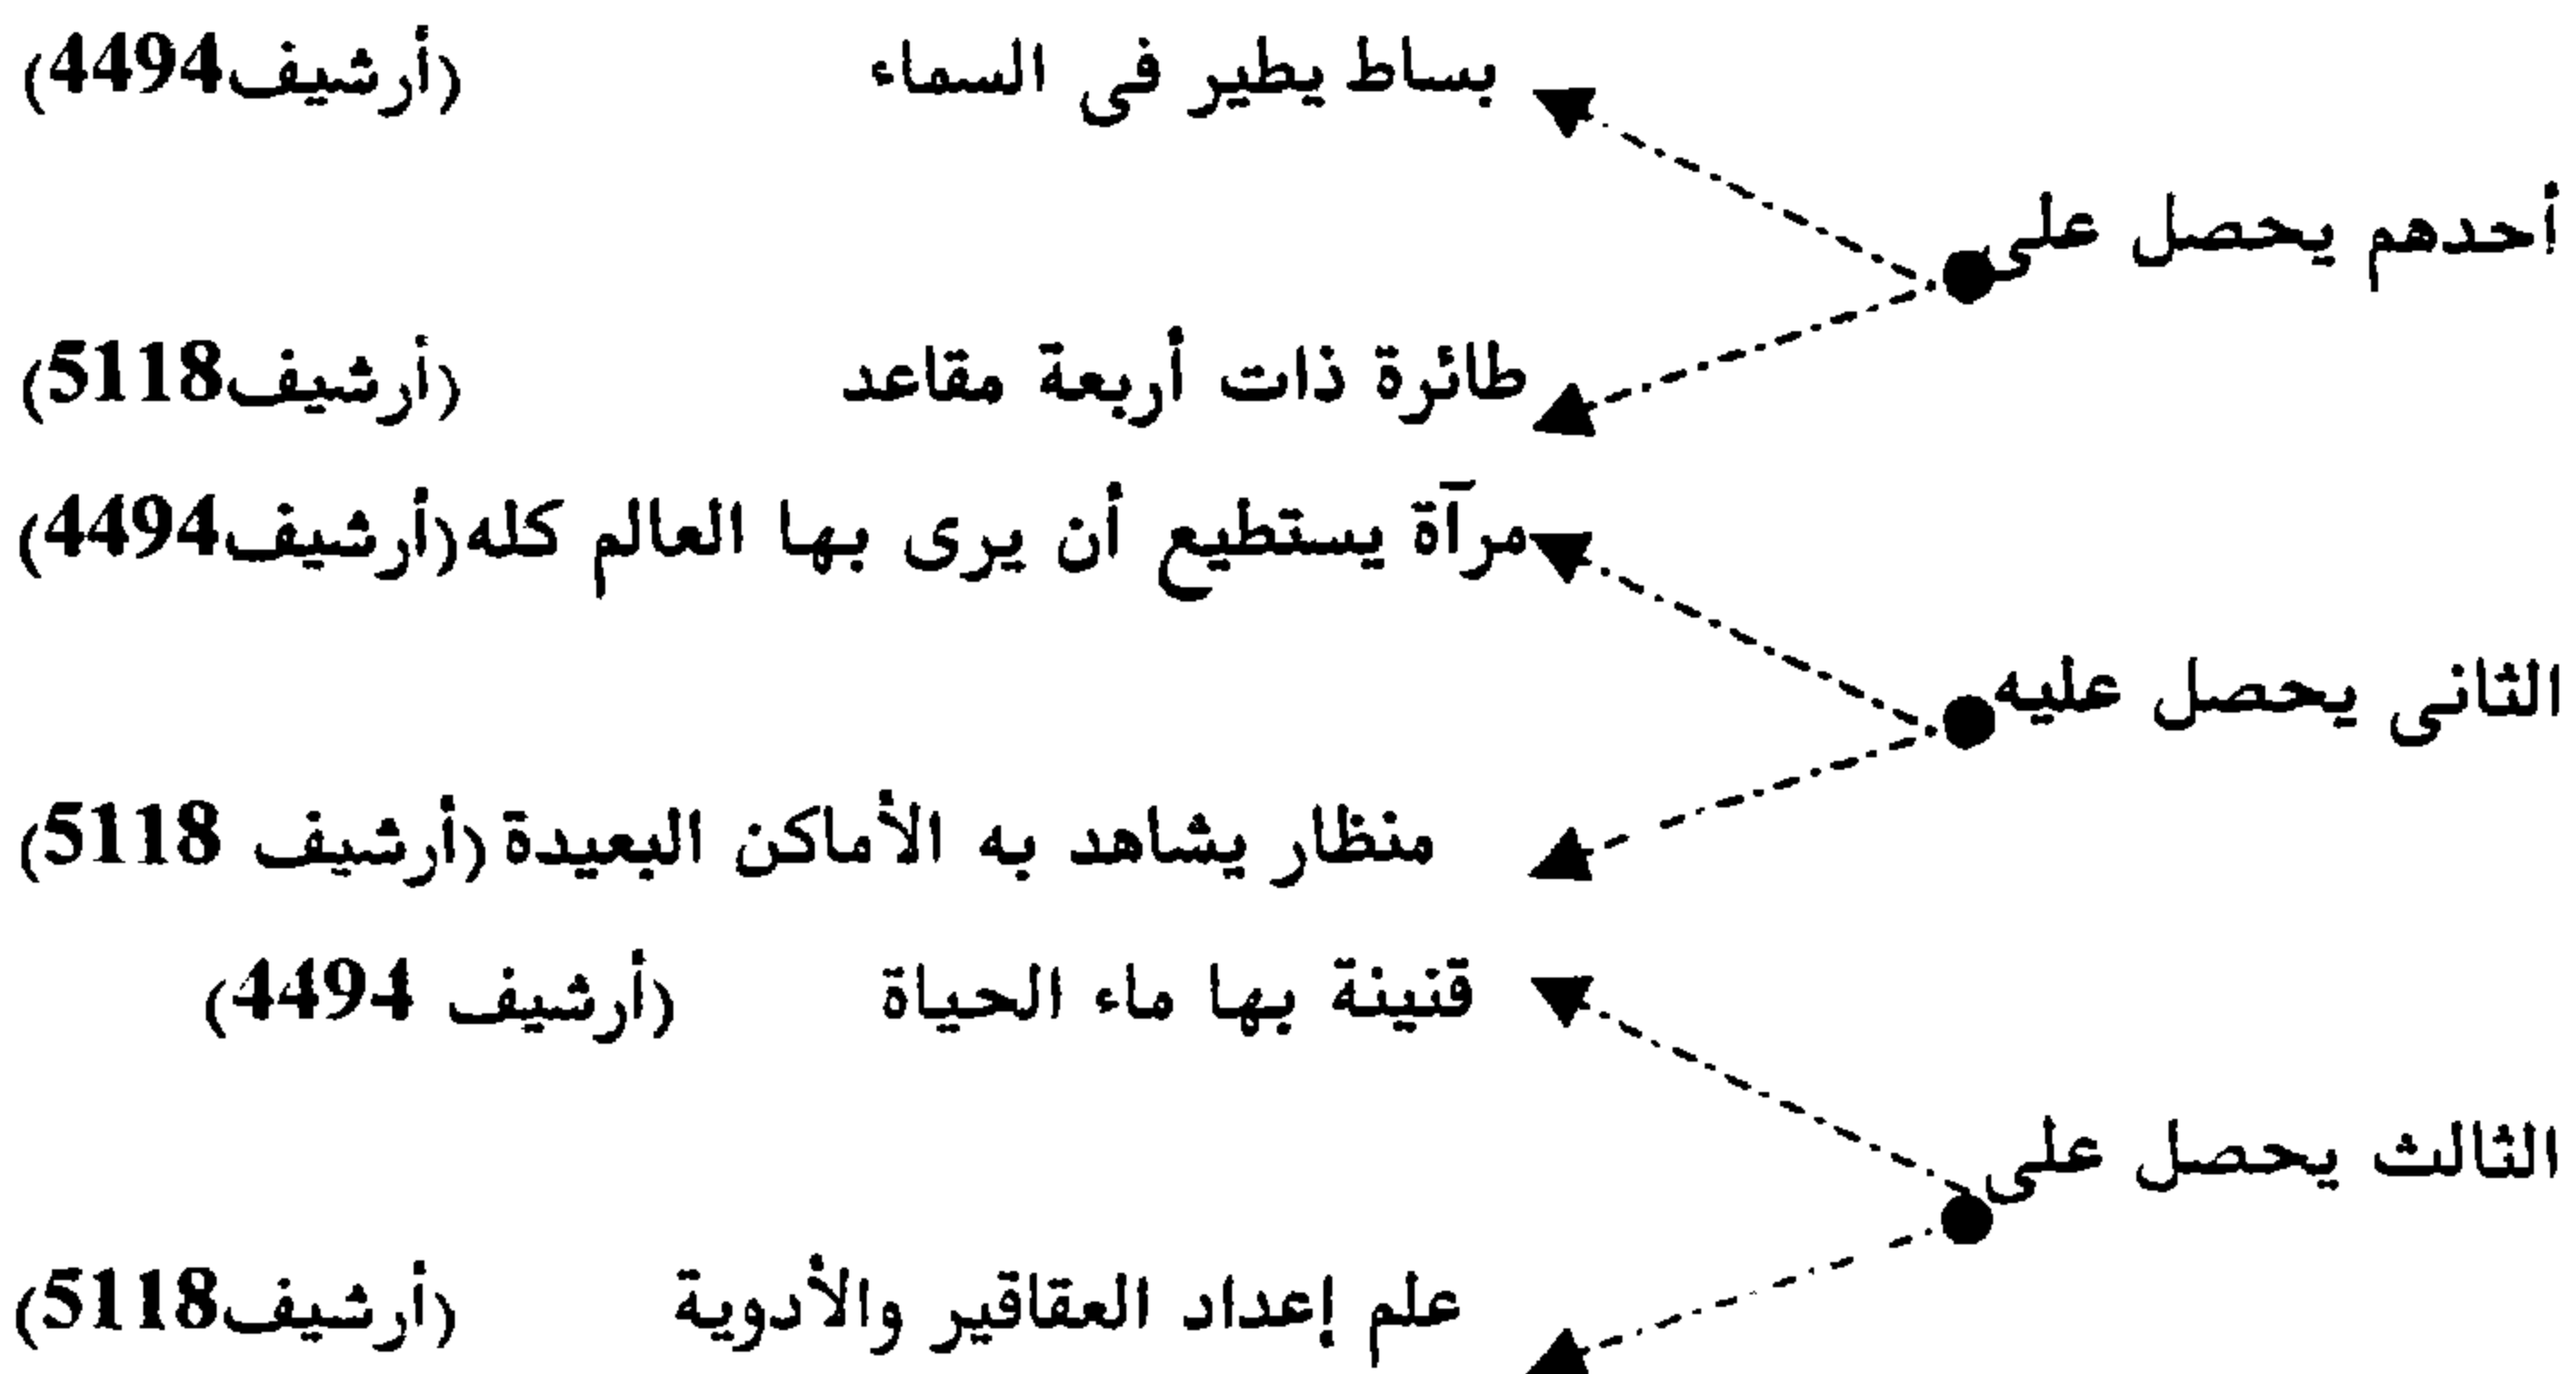 بساط يطير فى السماء (أرشيف4494)
أحدهم يحصل على
طائرة ذات أربعة مقاعد (أرشيف5118)
مرآة يستطيع أن يرى بها العالم كله (أرشيف4494)
الثانى يحصل عليه
منظار يشاهد به الأماكن البعيدة (أرشيف 5118)
قنينة بها ماء الحياة (أرشيف 4494)
الثالث يحصل على
علم إعداد العقاقير والأدوية (أرشيف5118)